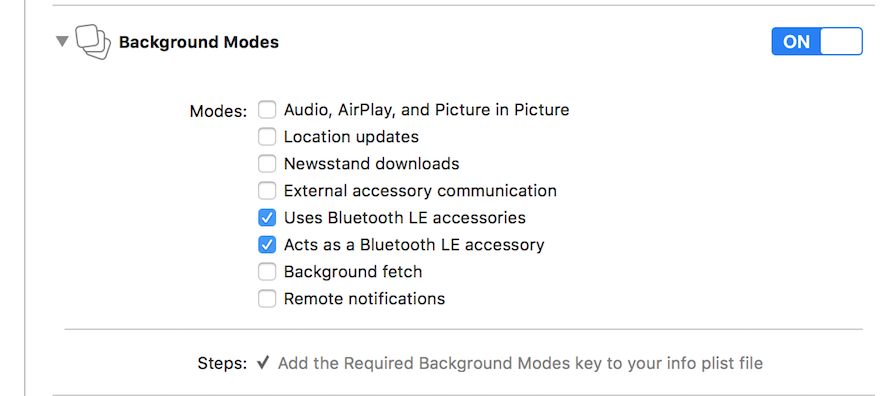 Background Modes
ON
Modes: Audio, AirPlay, and Picture in Picture
Location updates
Newsstand downloads
External accessory communication
Uses Bluetooth LE accessories
Acts as a Bluetooth LE accessory
Background fetch
Remote notifications
Steps: ✓ Add the Required Background Modes key to your info plist file